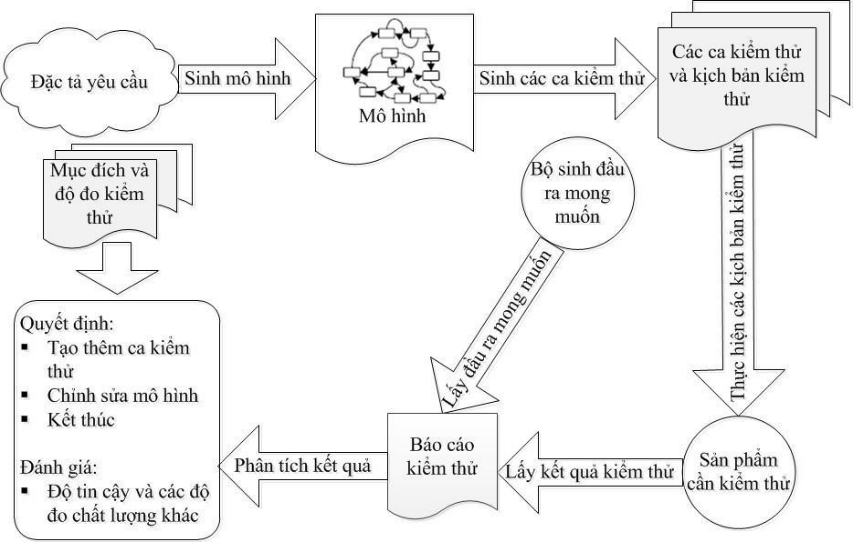 Đặc tả yêu cầu
Sinh mô hình
Mô hình
Sinh các ca kiểm thử
Các ca kiểm thử
và kịch bản kiểm
thử
Mục đích và
độ đo kiểm
thử
Bộ sinh đầu
ra mong
muốn
Thực hiện các kịch bản kiểm thử
Lấy đầu ra mong muốn
Quyết định:
▪ Tạo thêm ca kiểm
thử
▪ Chỉnh sửa mô hình
▪ Kết thúc
Đánh giá:
▪ Độ tin cậy và các độ
đo chất lượng khác
Phân tích kết quả
Báo cáo
kiểm thử
Lấy kết quả kiểm thử
Sản phẩm
cần kiểm thử